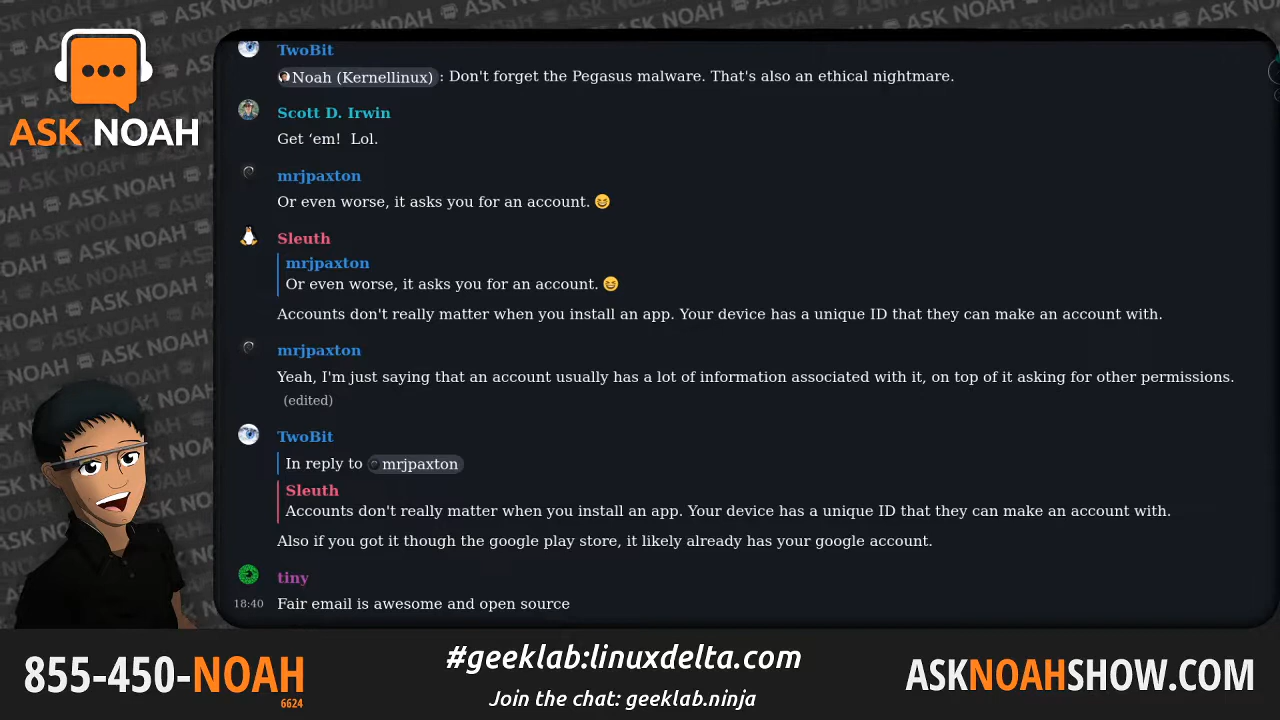 ASK NOAH
TwoBit
Noah (Kernellinux) : Don't forget the Pegasus malware. That's also an ethical nightmare.
Scott D. Irwin
Get ‘em!  Lol.
mrjpaxton
Or even worse, it asks you for an account. 😆
Sleuth
mrjpaxton
Or even worse, it asks you for an account. 😆
Accounts don't really matter when you install an app. Your device has a unique ID that they can make an account with.
mrjpaxton
Yeah, I'm just saying that an account usually has a lot of information associated with it, on top of it asking for other permissions.
(edited)
TwoBit
In reply to mrjpaxton
Sleuth
Accounts don't really matter when you install an app. Your device has a unique ID that they can make an account with.
Also if you got it though the google play store, it likely already has your google account.
tiny
18:40 Fair email is awesome and open source
855-450-NOAH
6624
#geeklab:linuxdelta.com
Join the chat: geeklab.ninja
ASKNOAHSHOW.COM